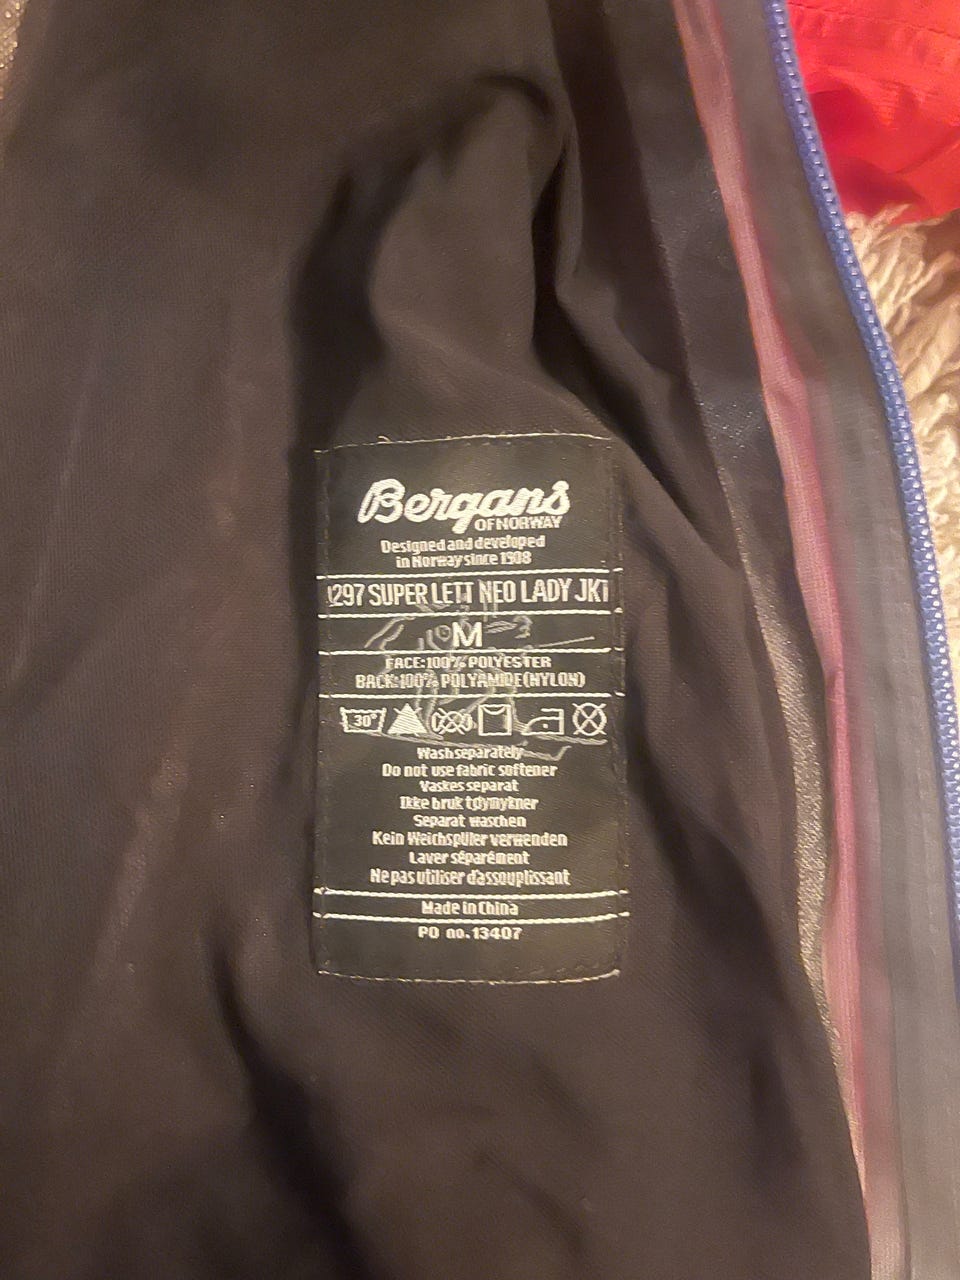 Bergans
OF NORWAY
Designed and developed
in Norway since 1908
1297 SUPER LETT NEO LADY JKT
M
FACE:100% POLYESTER
BACK:100% POLYAMIDE(NYLON)
30°
Wash separately
Do not use fabric softener
Vaskes separat
Ikke bruk tøymykner
Separat waschen
Kein Weichspüler verwenden
Laver séparément
Ne pas utiliser d'assouplissant
Made in China
PO no.13407